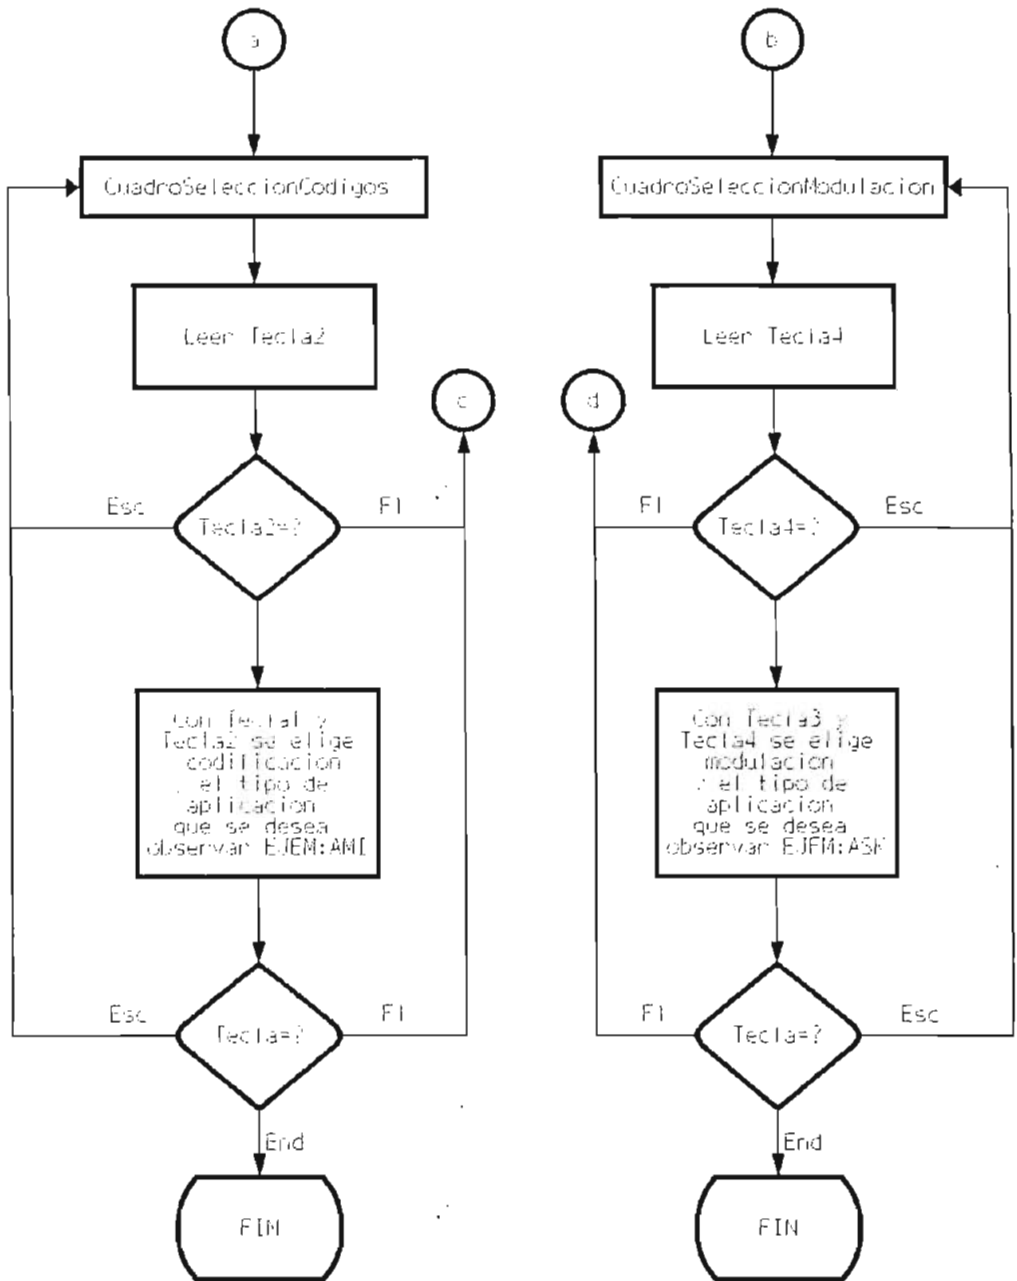 a
CuadroSeleccionCodigos
Leer Tecla2
c
Esc
Tecla2=?
F1
Con Tecla1 y
Tecla2 se elige
codificacion
y el tipo de
aplicacion
que se desea
observar EJEM:AMI
Esc
Tecla=?
F1
End
FIN
b
CuadroSeleccionModulacion
Leer Tecla4
d
F1
Tecla4=?
Esc
Con Tecla3 y
Tecla4 se elige
modulacion
y el tipo de
aplicacion
que se desea
observar EJEM:ASK
F1
Tecla=?
Esc
End
FIN